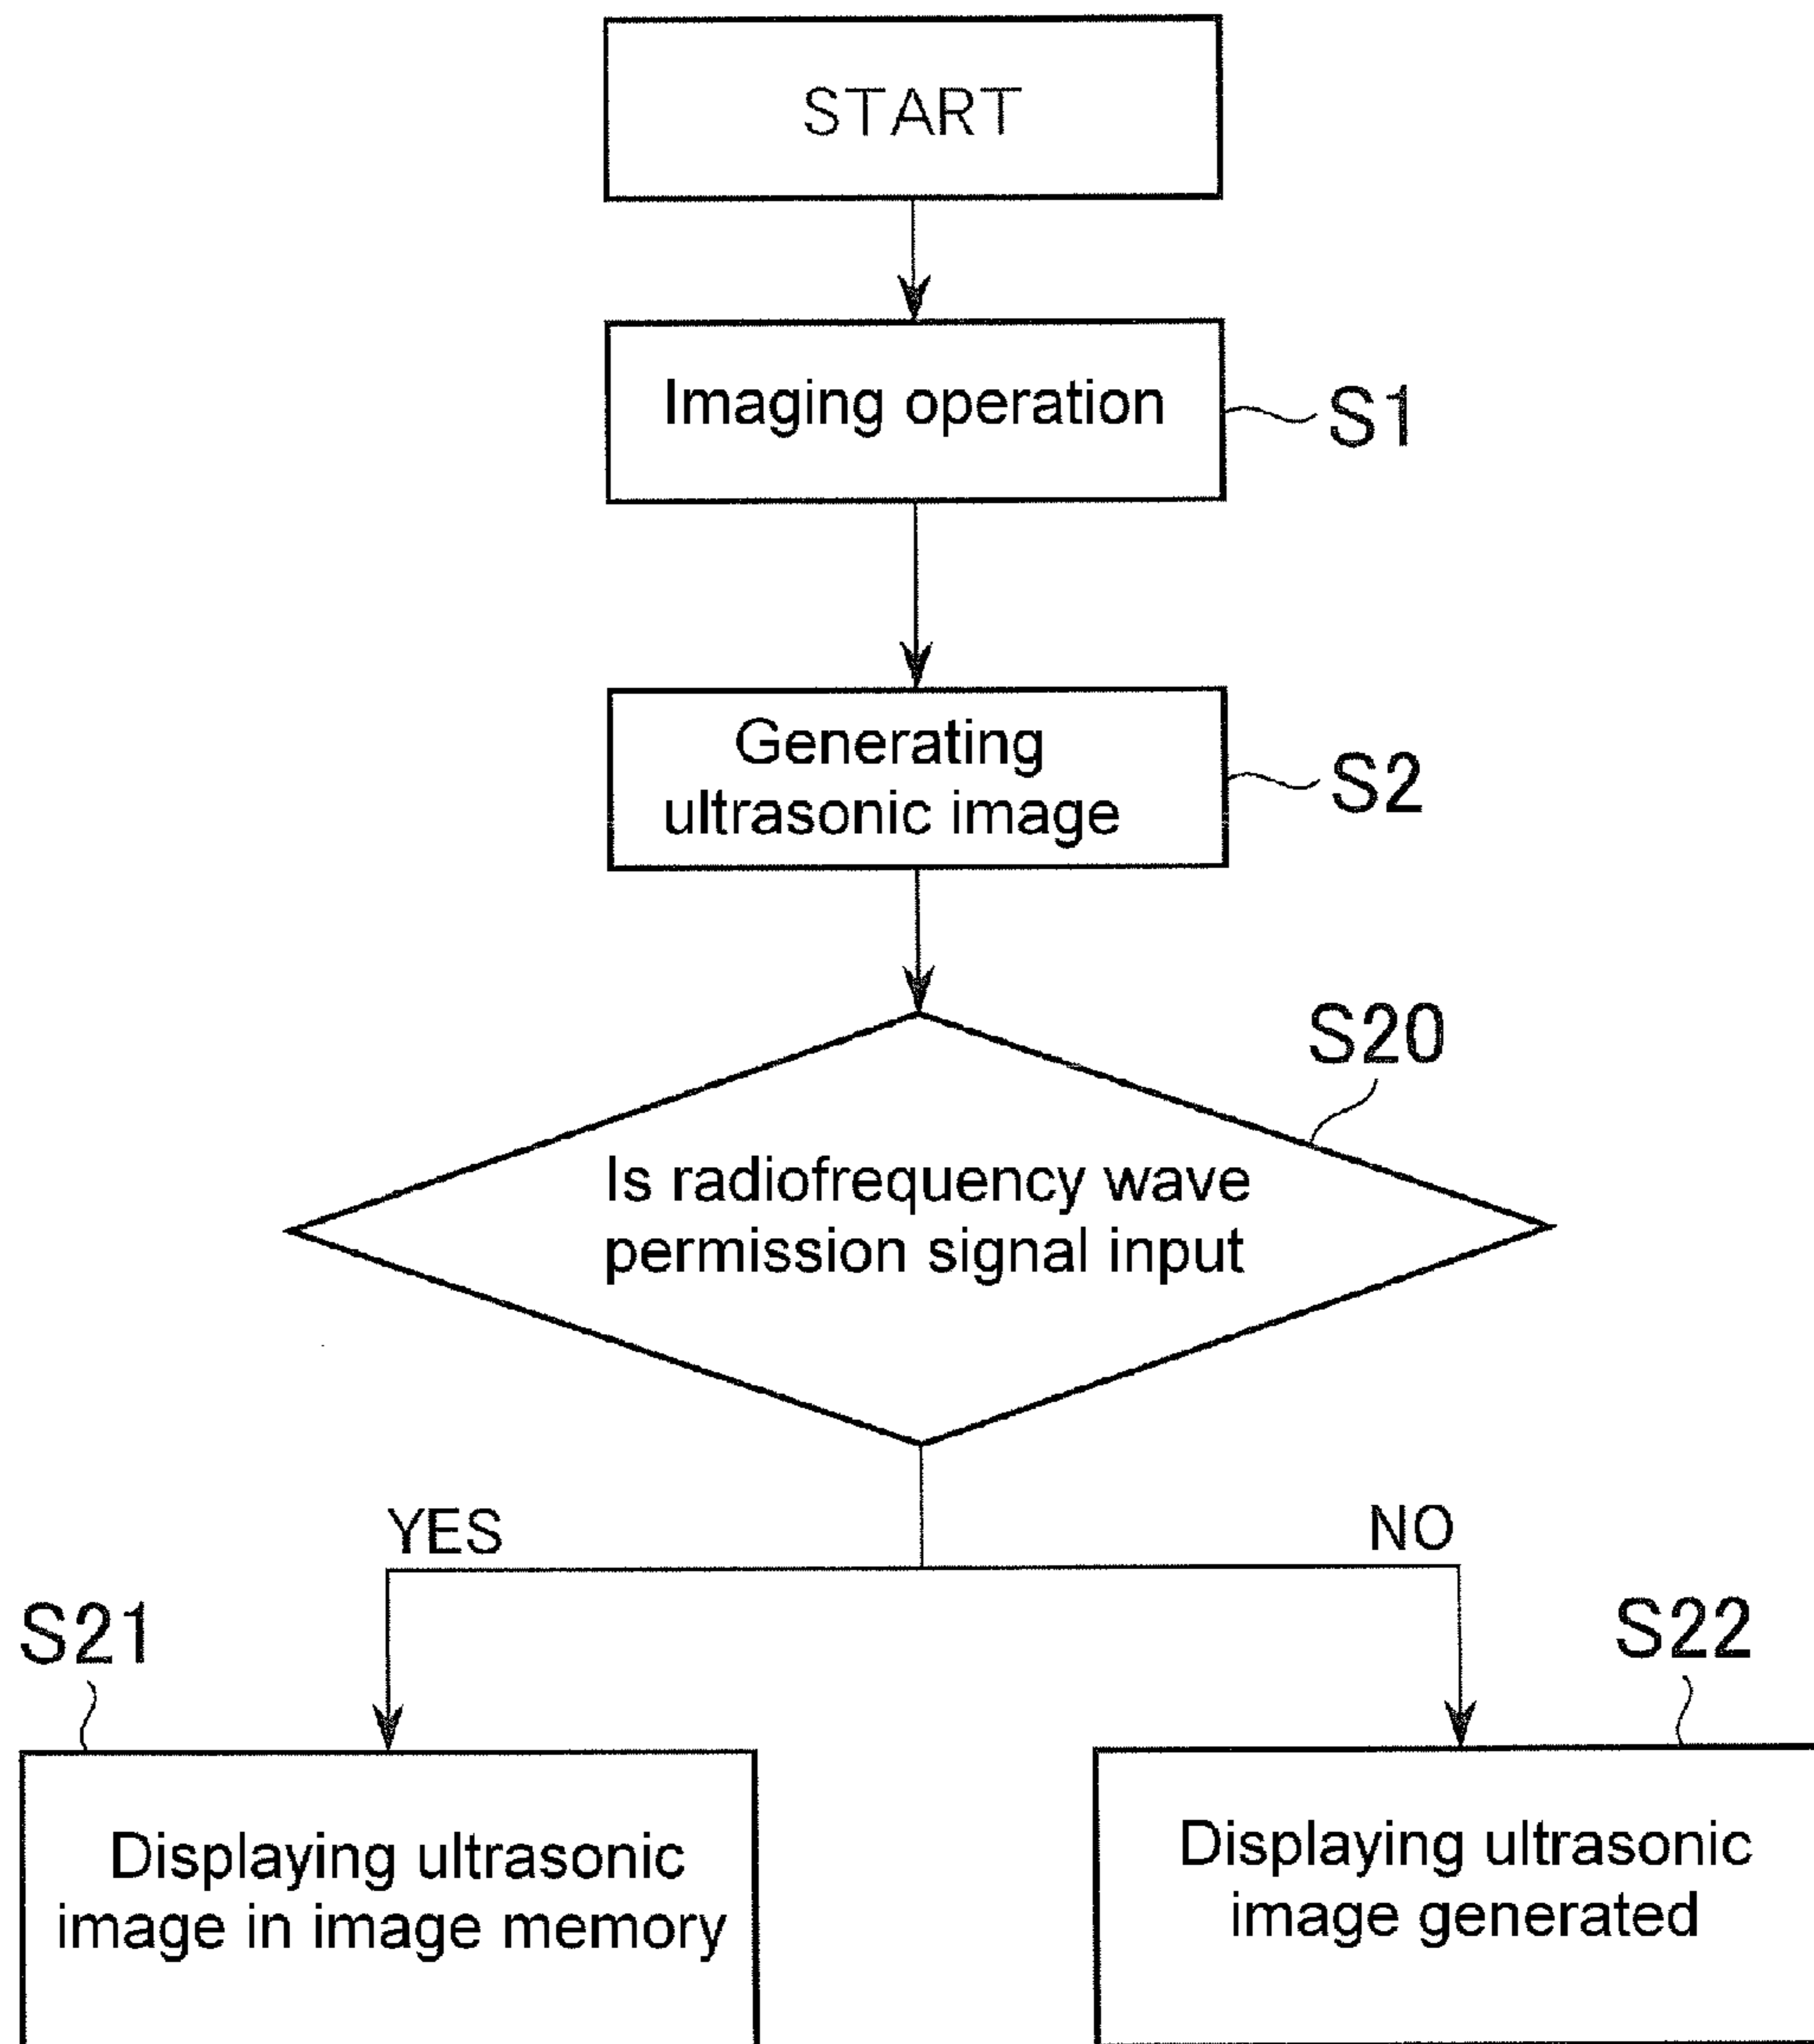 START
Imaging operation
S1
Generating
ultrasonic image
S2
S20
Is radiofrequency wave
permission signal input
YES
NO
S21
S22
Displaying ultrasonic
image in image memory
Displaying ultrasonic
image generated